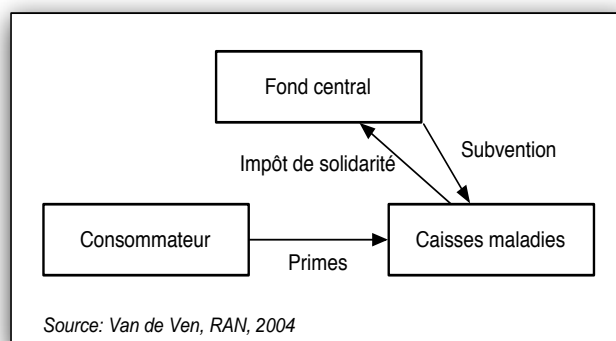 Fond central
Impôt de solidarité
Subvention
Consommateur
Primes
Caisses maladies
Source: Van de Ven, RAN, 2004